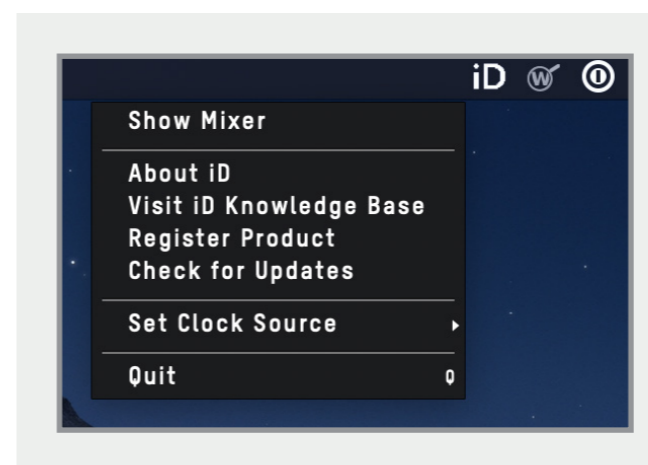 iD W
Show Mixer
About iD
Visit iD Knowledge Base
Register Product
Check for Updates
Set Clock Source
Quit Q